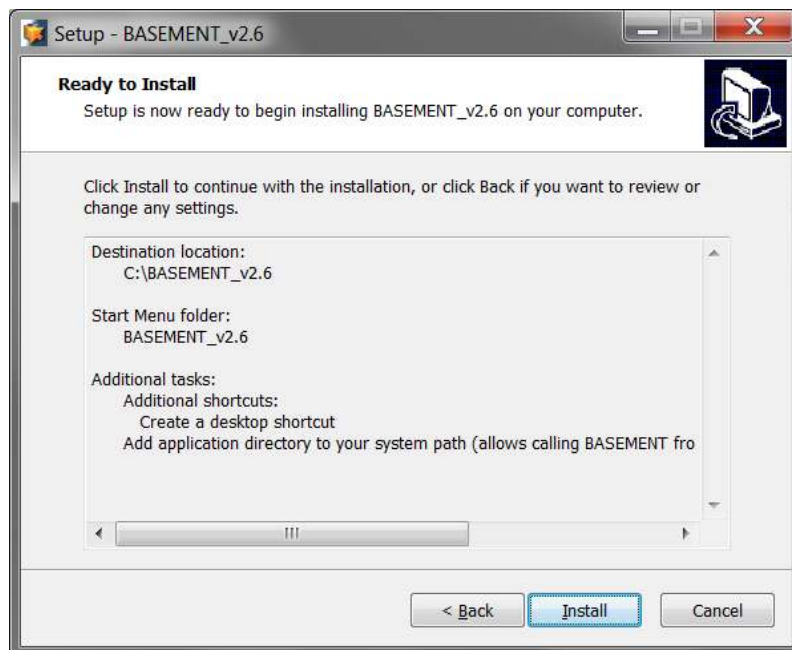 Setup - BASEMENT_v2.6
Ready to Install
Setup is now ready to begin installing BASEMENT_v2.6 on your computer.
Click Install to continue with the installation, or click Back if you want to review or
change any settings.
Destination location:
C:\BASEMENT_v2.6
Start Menu folder:
BASEMENT_v2.6
Additional tasks:
Additional shortcuts:
Create a desktop shortcut
Add application directory to your system path (allows calling BASEMENT fro
< Back
Install
Cancel